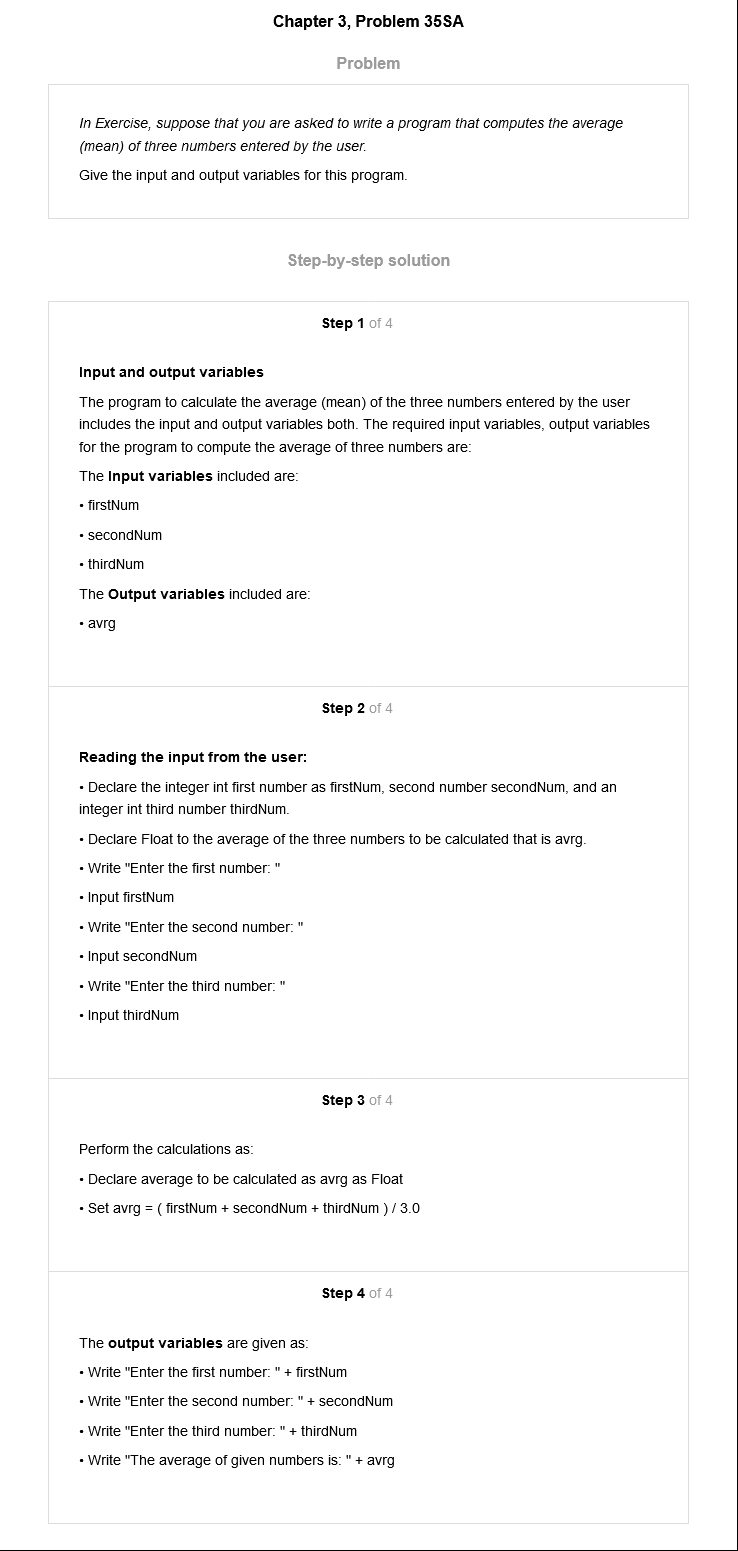 Chapter 3, Problem 35SA
Problem
In Exercise, suppose that you are asked to write a program that computes the average
(mean) of three numbers entered by the user.
Give the input and output variables for this program.
Step-by-step solution
Step 1 of 4
Input and output variables
The program to calculate the average (mean) of the three numbers entered by the user
includes the input and output variables both. The required input variables, output variables
for the program to compute the average of three numbers are:
The Input variables included are:
• firstNum
• secondNum
• thirdNum
The Output variables included are:
• avrg
Step 2 of 4
Reading the input from the user:
• Declare the integer int first number as firstNum, second number secondNum, and an
integer int third number thirdNum.
• Declare Float to the average of the three numbers to be calculated that is avrg.
• Write "Enter the first number: "
• Input firstNum
• Write "Enter the second number: "
• Input secondNum
• Write "Enter the third number: "
• Input thirdNum
Step 3 of 4
Perform the calculations as:
• Declare average to be calculated as avrg as Float
• Set avrg = ( firstNum + secondNum + thirdNum ) / 3.0
Step 4 of 4
The output variables are given as:
• Write "Enter the first number: " + firstNum
• Write "Enter the second number: " + secondNum
• Write "Enter the third number: " + thirdNum
• Write "The average of given numbers is: " + avrg